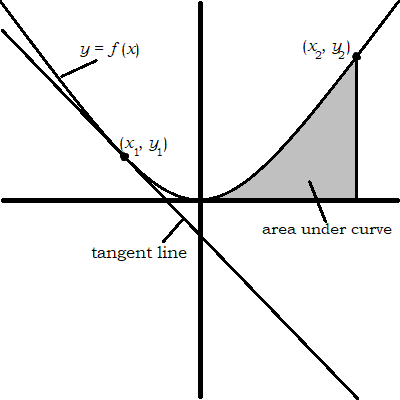 y = f (x)
(x₂, y₂)
(x₁, y₁)
area under curve
tangent line